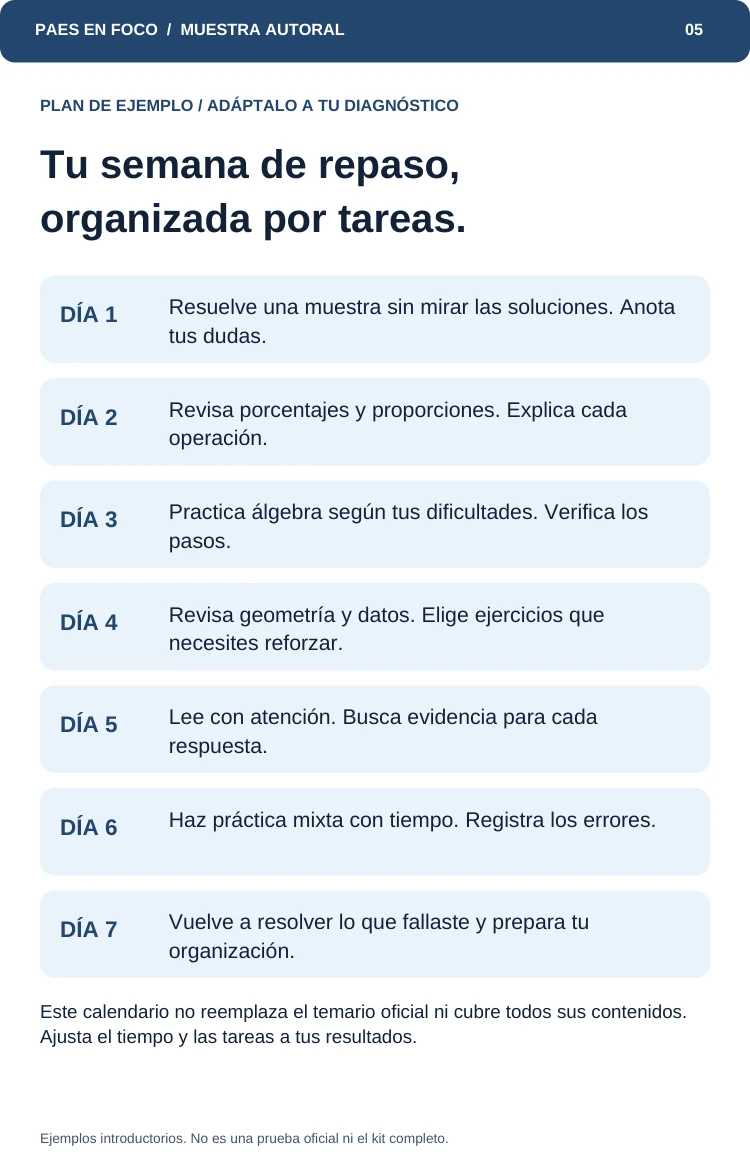 PAES EN FOCO / MUESTRA AUTORAL 05
PLAN DE EJEMPLO / ADÁPTALO A TU DIAGNÓSTICO
Tu semana de repaso,
organizada por tareas.
DÍA 1
Resuelve una muestra sin mirar las soluciones. Anota
tus dudas.
DÍA 2
Revisa porcentajes y proporciones. Explica cada
operación.
DÍA 3
Practica álgebra según tus dificultades. Verifica los
pasos.
DÍA 4
Revisa geometría y datos. Elige ejercicios que
necesites reforzar.
DÍA 5
Lee con atención. Busca evidencia para cada
respuesta.
DÍA 6
Haz práctica mixta con tiempo. Registra los errores.
DÍA 7
Vuelve a resolver lo que fallaste y prepara tu
organización.
Este calendario no reemplaza el temario oficial ni cubre todos sus contenidos.
Ajusta el tiempo y las tareas a tus resultados.
Ejemplos introductorios. No es una prueba oficial ni el kit completo.